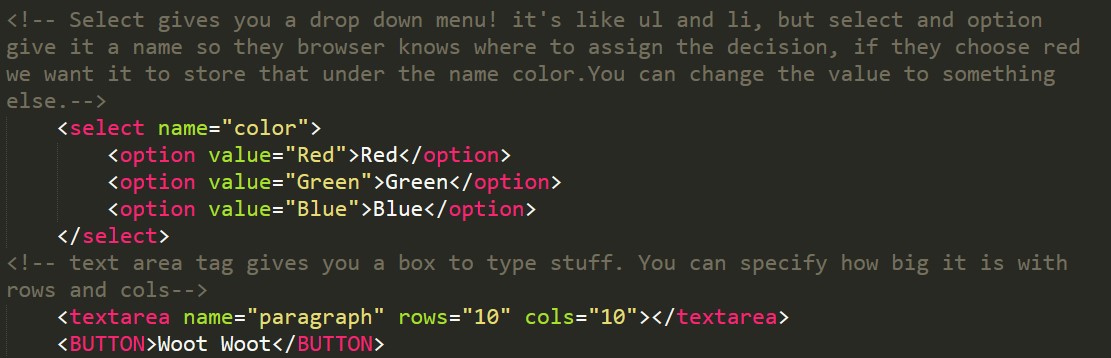 <!-- Select gives you a drop down menu! it's like ul and li, but select and option
give it a name so they browser knows where to assign the decision, if they choose red
we want it to store that under the name color.You can change the value to something
else.-->
<select name="color">
<option value="Red">Red</option>
<option value="Green">Green</option>
<option value="Blue">Blue</option>
</select>
<!-- text area tag gives you a box to type stuff. You can specify how big it is with
rows and cols-->
<textarea name="paragraph" rows="10" cols="10"></textarea>
<BUTTON>Woot Woot</BUTTON>